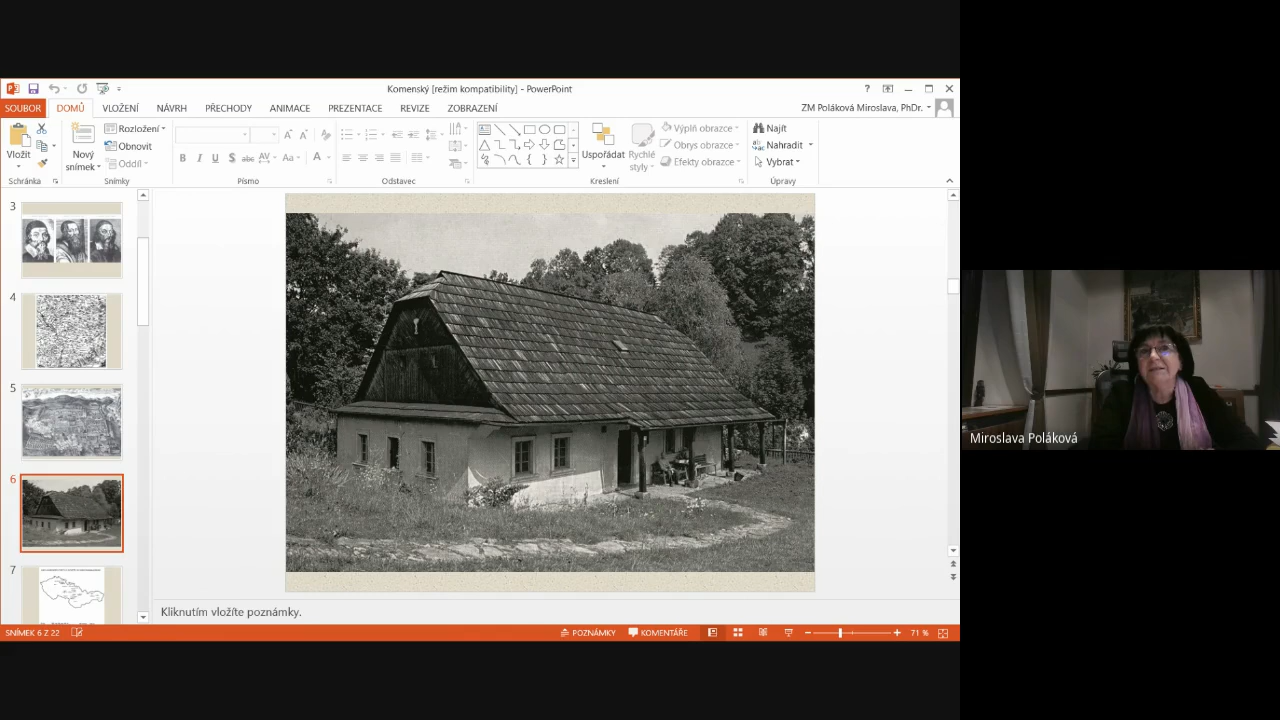 Komenský [režim kompatibility] - PowerPoint
?
SOUBOR DOMŮ VLOŽENÍ NÁVRH PŘECHODY ANIMACE PREZENTACE REVIZE ZOBRAZENÍ ZM Poláková Miroslava, PhDr.
Vložit
Nový snímek
Rozložení
Obnovit
Oddíl
B I U S abc AV Aa A
Uspořádat
Rychlé styly
Výplň obrazce
Obrys obrazce
Efekty obrazce
Najít
Nahradit
Vybrat
Schránka Snímky Písmo Odstavec Kreslení Úpravy
3
4
5
6
7
Kliknutím vložíte poznámky.
SNÍMEK 6 Z 22 POZNÁMKY KOMENTÁŘE 71 %
Miroslava Poláková